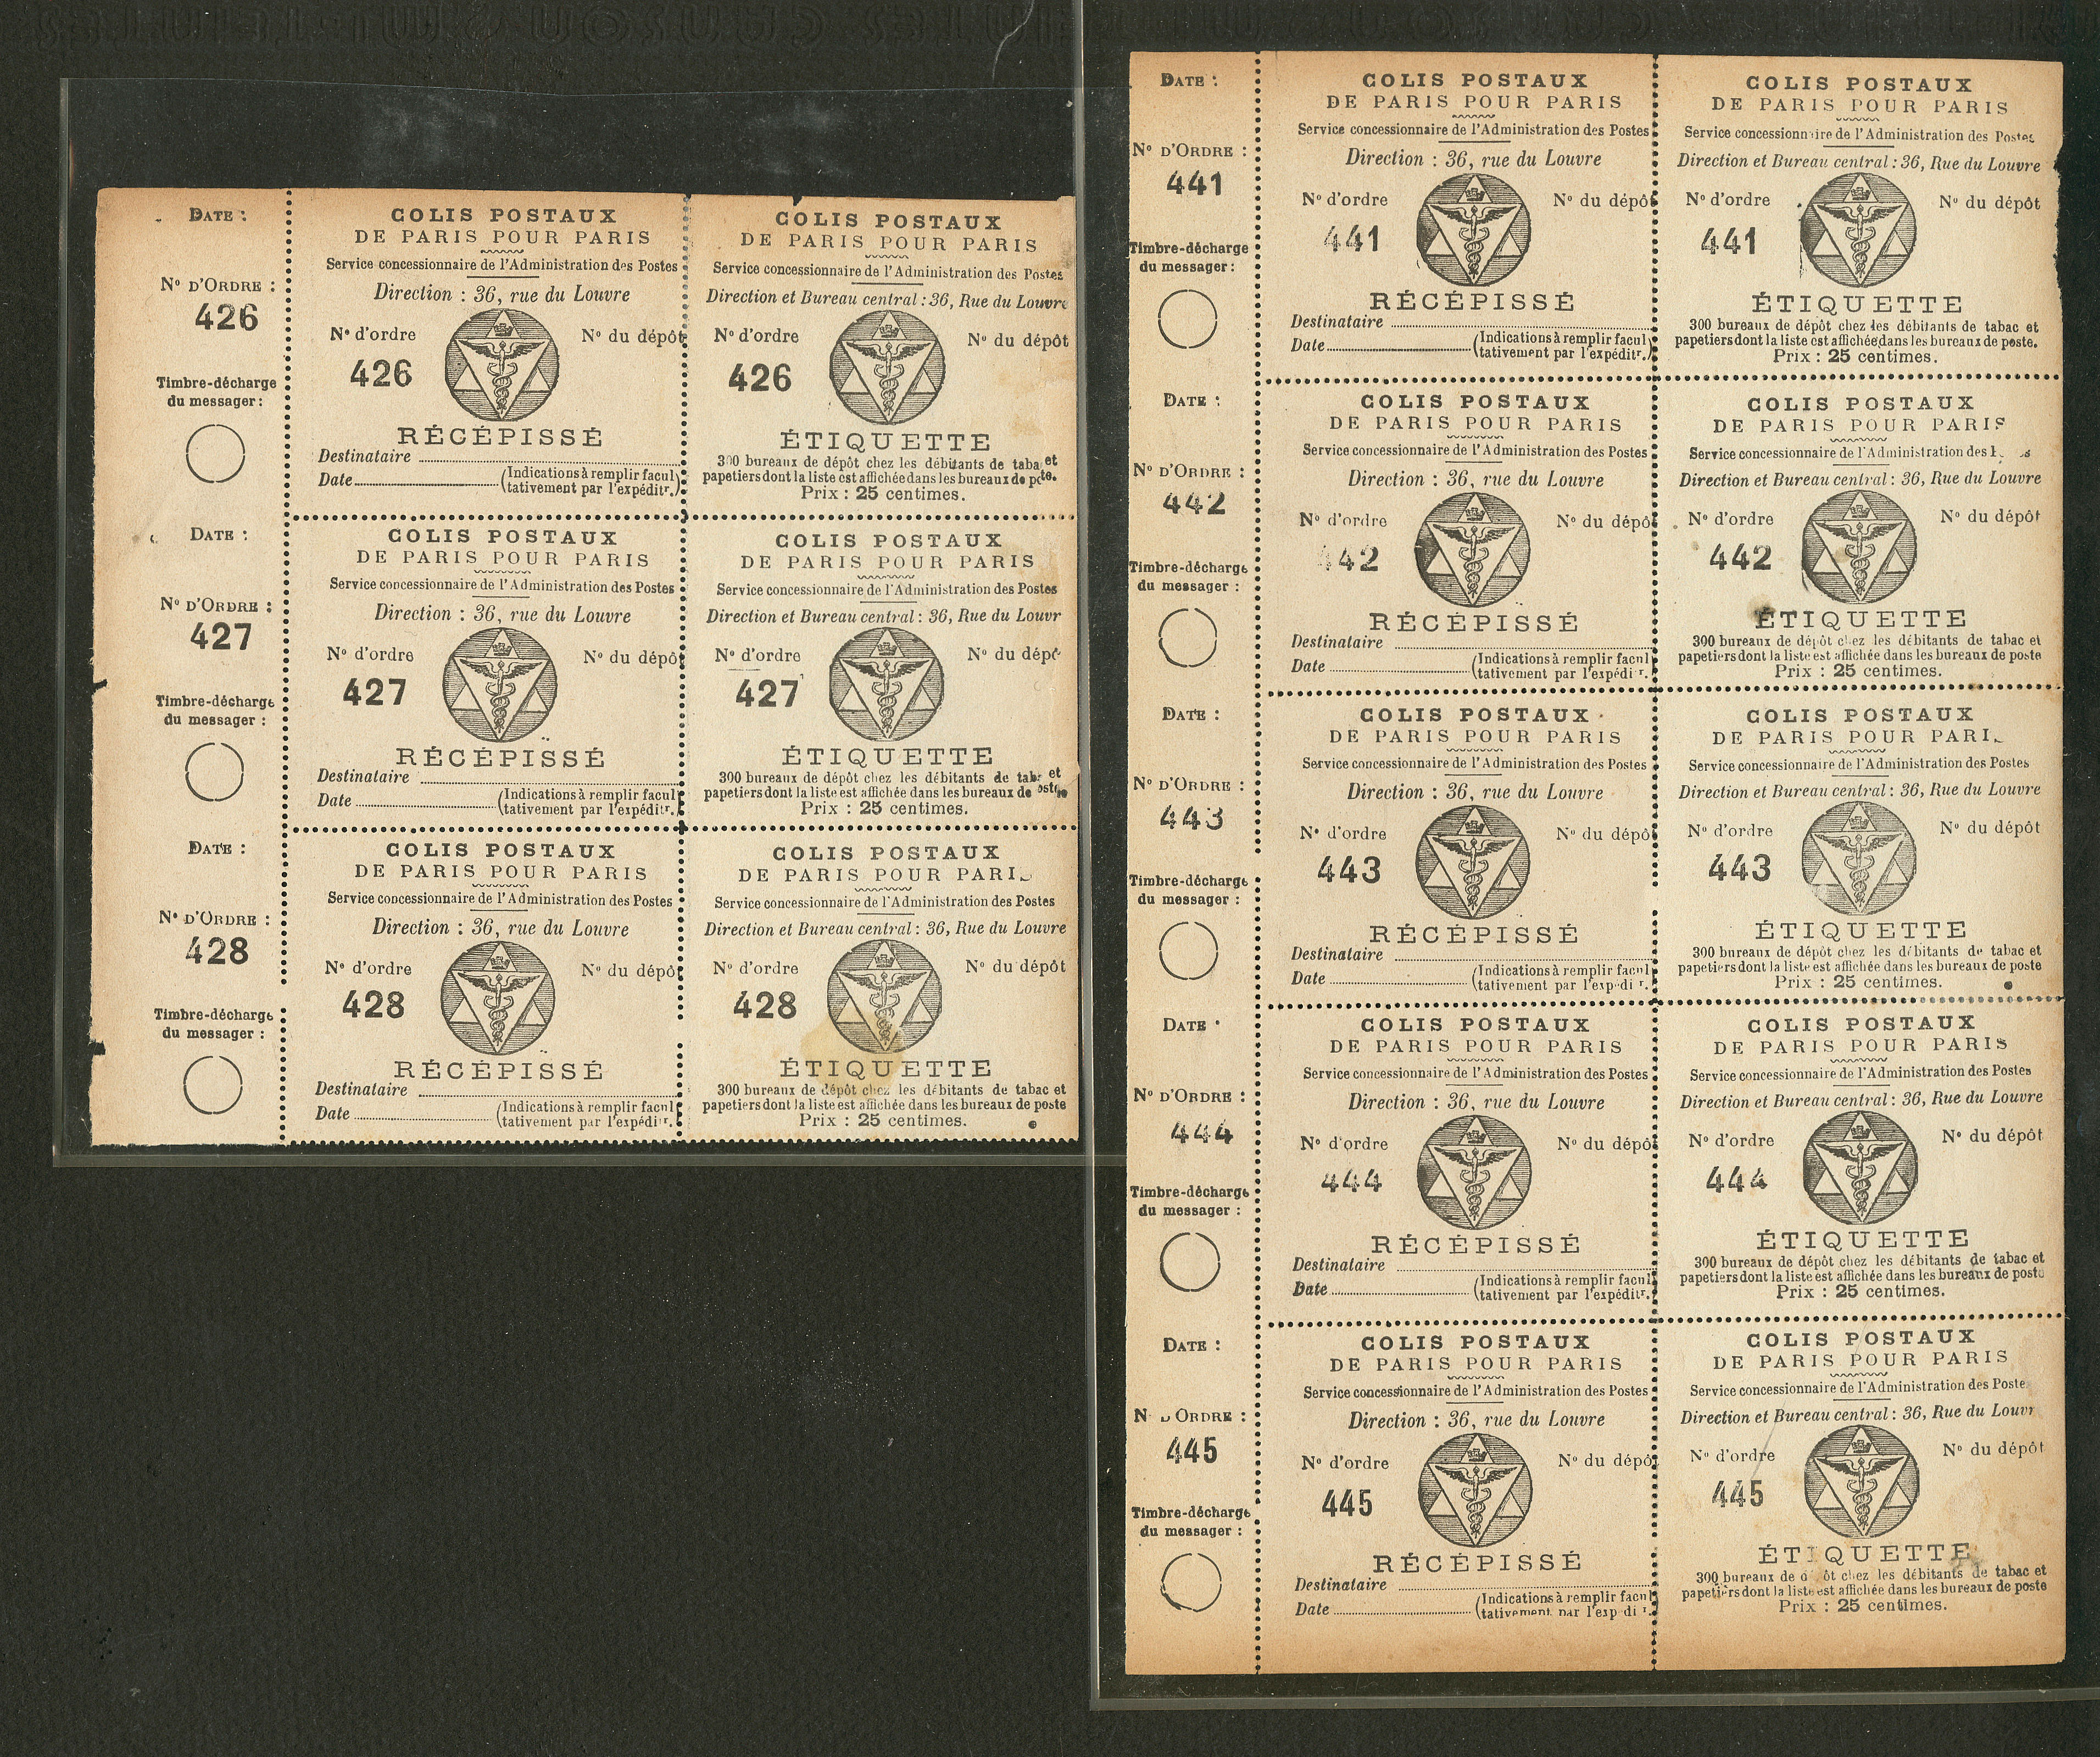 DATE :
N° D'ORDRE :
426
Timbre-décharge
du messager :
COLIS POSTAUX
DE PARIS POUR PARIS
Service concessionnaire de l'Administration des Postes
Direction : 36, rue du Louvre
N° d'ordre
N° du dépôt
426
RÉCÉPISSÉ
Destinataire
Date
(Indications à remplir facul
tativement par l'expéditr.)
COLIS POSTAUX
DE PARIS POUR PARIS
Service concessionnaire de l'Administration des Postes
Direction et Bureau central : 36, Rue du Louvre
N° d'ordre
N° du dépôt
426
ÉTIQUETTE
300 bureaux de dépôt chez les débitants de taba et
papetiers dont la liste est affichée dans les bureaux de
Prix : 25 centimes.
DATE :
N° D'ORDRE :
427
Timbre-décharge
du messager :
COLIS POSTAUX
DE PARIS POUR PARIS
Service concessionnaire de l'Administration des Postes
Direction : 36, rue du Louvre
N° d'ordre
N° du dépôt
427
RÉCÉPISSÉ
Destinataire
Date
(Indications à remplir facul
tativement par l'expéditr.
COLIS POSTAUX
DE PARIS POUR PARIS
Service concessionnaire de l'Administration des Postes
Direction et Bureau central : 36, Rue du Louvr
N° d'ordre
N° du dépô
427
ÉTIQUETTE
300 bureaux de dépôt chez les débitants de tab et
papetiers dont la liste est affichée dans les bureaux de
Prix : 25 centimes.
DATE :
N° D'ORDRE :
428
Timbre-décharge
du messager :
COLIS POSTAUX
DE PARIS POUR PARIS
Service concessionnaire de l'Administration des Postes
Direction : 36, rue du Louvre
N° d'ordre
N° du dépôt
428
RÉCÉPISSÉ
Destinataire
Date
(Indications à remplir facul
tativement par l'expédi r.
COLIS POSTAUX
DE PARIS POUR PARI
Service concessionnaire de l'Administration des Postes
Direction et Bureau central : 36, Rue du Louvre
N° d'ordre
N° du dépôt
428
ÉTIQUETTE
300 bureaux de dépôt chez les débitants de tabac et
papetiers dont la liste est affichée dans les bureaux de poste
Prix : 25 centimes.
DATE :
N° D'ORDRE :
441
Timbre-décharge
du messager :
COLIS POSTAUX
DE PARIS POUR PARIS
Service concessionnaire de l'Administration des Postes
Direction : 36, rue du Louvre
N° d'ordre
N° du dépôt
441
RÉCÉPISSÉ
Destinataire
Date
(Indications à remplir facul
tativement par l'expéditr.)
COLIS POSTAUX
DE PARIS POUR PARIS
Service concessionnaire de l'Administration des Postes
Direction et Bureau central : 36, Rue du Louvre
N° d'ordre
N° du dépôt
441
ÉTIQUETTE
300 bureaux de dépôt chez les débitants de tabac et
papetiers dont la liste est affichée dans les bureaux de poste.
Prix : 25 centimes.
DATE :
N° D'ORDRE :
442
Timbre-décharge
du messager :
COLIS POSTAUX
DE PARIS POUR PARIS
Service concessionnaire de l'Administration des Postes
Direction : 36, rue du Louvre
N° d'ordre
N° du dépôt
442
RÉCÉPISSÉ
Destinataire
Date
(Indications à remplir facul
tativement par l'expédi r.
COLIS POSTAUX
DE PARIS POUR PARIS
Service concessionnaire de l'Administration des
Direction et Bureau central : 36, Rue du Louvre
N° d'ordre
N° du dépôt
442
ÉTIQUETTE
300 bureaux de dépôt chez les débitants de tabac et
papetiers dont la liste est affichée dans les bureaux de poste
Prix : 25 centimes.
DATE :
N° D'ORDRE :
443
Timbre-décharge
du messager :
COLIS POSTAUX
DE PARIS POUR PARIS
Service concessionnaire de l'Administration des Postes
Direction : 36, rue du Louvre
N° d'ordre
N° du dépôt
443
RÉCÉPISSÉ
Destinataire
Date
(Indications à remplir facul
tativement par l'exp di r.
COLIS POSTAUX
DE PARIS POUR PARI
Service concessionnaire de l'Administration des Postes
Direction et Bureau central : 36, Rue du Louvre
N° d'ordre
N° du dépôt
443
ÉTIQUETTE
300 bureaux de dépôt chez les débitants de tabac et
papetiers dont la liste est affichée dans les bureaux de poste
Prix : 25 centimes.
DATE
N° D'ORDRE :
444
Timbre-décharge
du messager :
COLIS POSTAUX
DE PARIS POUR PARIS
Service concessionnaire de l'Administration des Postes
Direction : 36, rue du Louvre
N° d'ordre
N° du dépôt
444
RÉCÉPISSÉ
Destinataire
Date
(Indications à remplir facul
tativement par l'expéditr.
COLIS POSTAUX
DE PARIS POUR PARIS
Service concessionnaire de l'Administration des Postes
Direction et Bureau central : 36, Rue du Louvre
N° d'ordre
N° du dépôt
444
ÉTIQUETTE
300 bureaux de dépôt chez les débitants de tabac et
papetiers dont la liste est affichée dans les bureaux de poste
Prix : 25 centimes.
DATE :
N ORDRE :
445
Timbre-décharge
du messager :
COLIS POSTAUX
DE PARIS POUR PARIS
Service concessionnaire de l'Administration des Postes
Direction : 36, rue du Louvre
N° d'ordre
N° du dépôt
445
RÉCÉPISSÉ
Destinataire
Date
(Indications à remplir facul
tativement par l'exp di r.
COLIS POSTAUX
DE PARIS POUR PARIS
Service concessionnaire de l'Administration des Poste
Direction et Bureau central : 36, Rue du Louvr
N° d'ordre
N° du dépôt
445
ÉTIQUETTE
300 bureaux de d ôt chez les débitants de tabac et
papetiers dont la liste est affichée dans les bureaux de poste
Prix : 25 centimes.